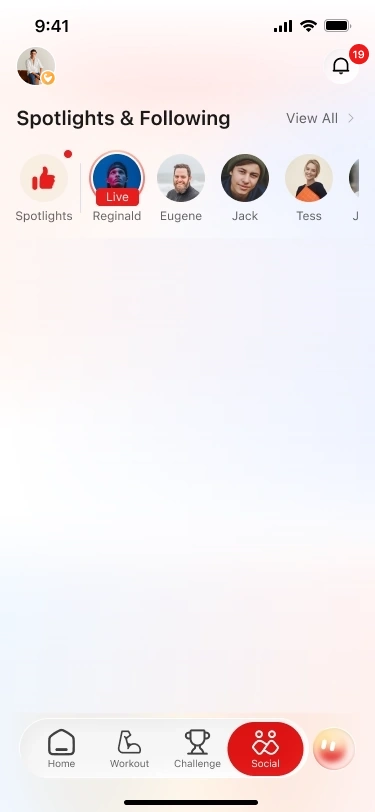 9:41
19
Spotlights & Following
View All
Live
Spotlights
Reginald
Eugene
Jack
Tess
J
Home
Workout
Challenge
Social